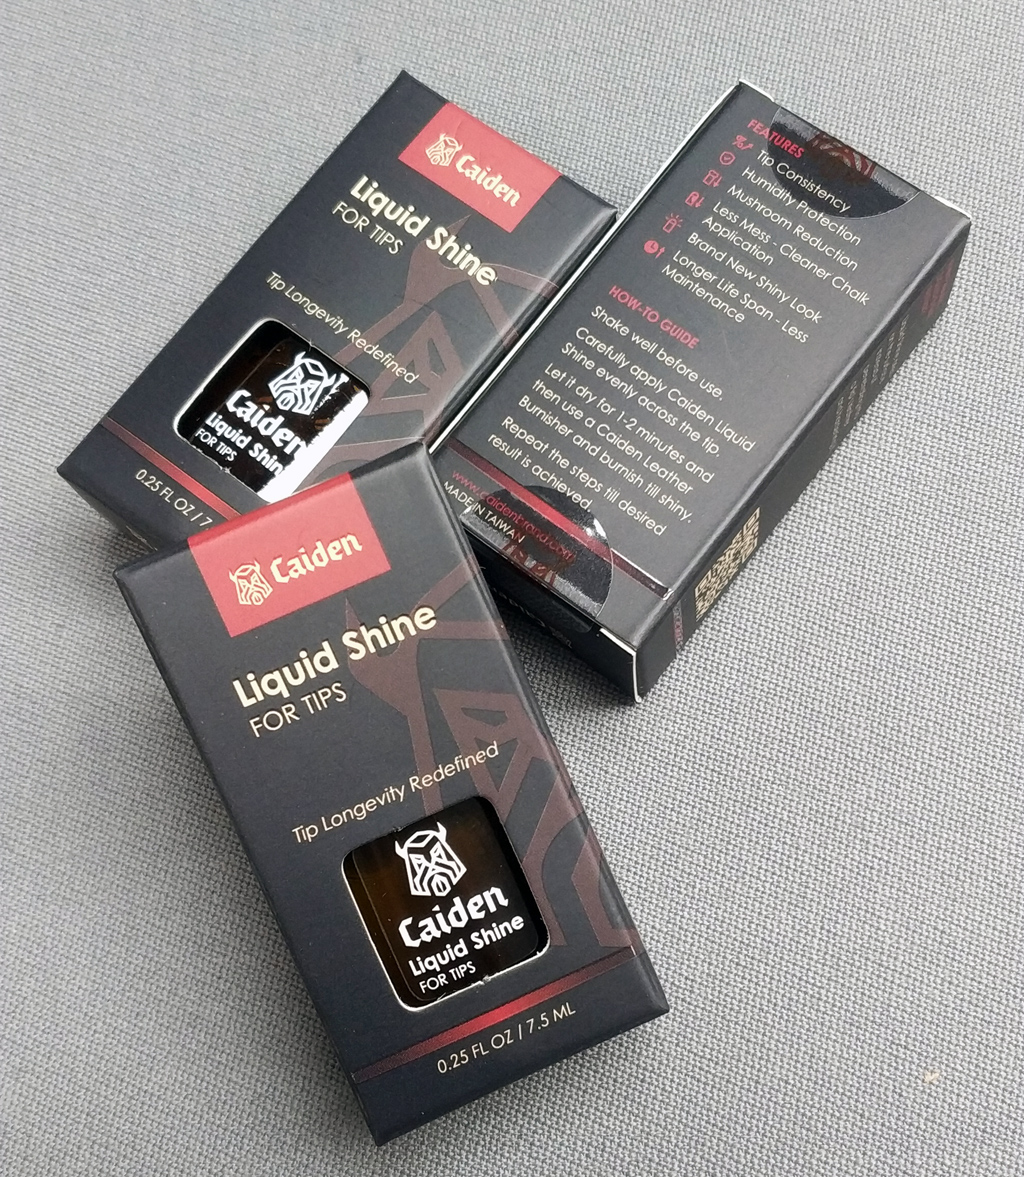 Caiden
Liquid Shine
FOR TIPS
Tip Longevity Redefined
Caiden
Liquid Shin
FOR TIPS
0.25 FL OZ / 7
FEATURES
Tip Consistency
Humidity Protection
Mushroom Reduction
Less Mess - Cleaner Chalk
Application
Brand New Shiny Look
Longer Life Span - Less
Maintenance
HOW-TO GUIDE
Shake well before use.
Carefully apply Caiden Liquid
Shine evenly across the tip.
Let it dry for 1-2 minutes and
then use a Caiden Leather
Burnisher and burnish till shiny.
Repeat the steps till desired
result is achieved.
www.caidenbrand.com
MADE IN TAIWAN
Caiden
Liquid Shine
FOR TIPS
Tip Longevity Redefined
Caiden
Liquid Shine
FOR TIPS
0.25 FL OZ / 7.5 ML